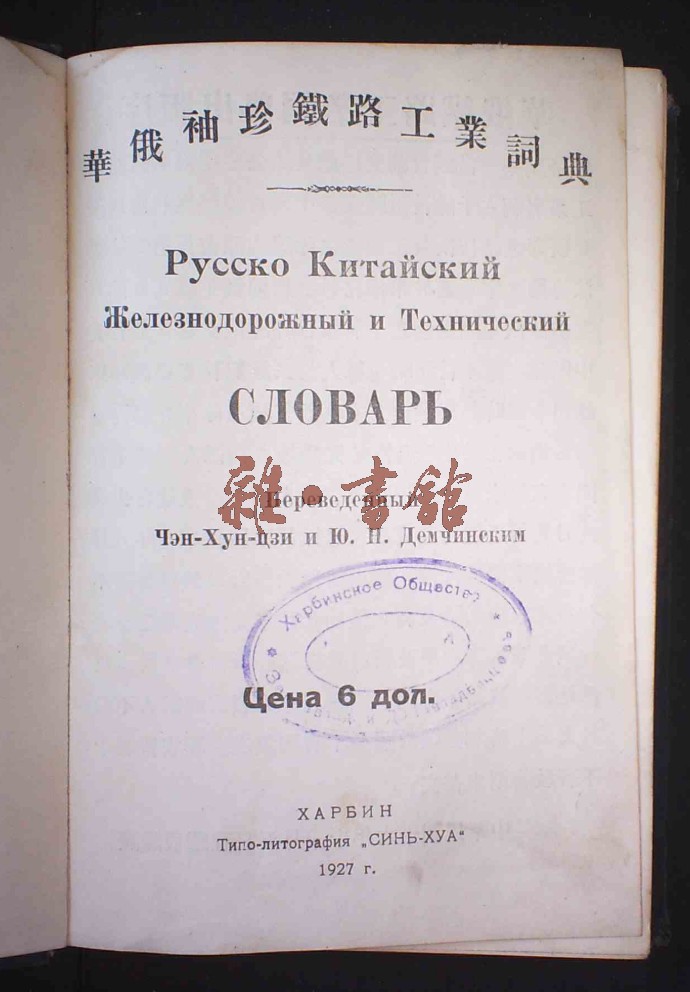 華俄袖珍鐵路工業詞典
Русско Китайский
Железнодорожный и Технический
СЛОВАРЬ
雜·書館
Переведенный
Чэн-Хун-цзи и Ю. Н. Демчинским
Харбинское Общество
Цена 6 дол.
ХАРБИН
Типо-литография „СИНЬ-ХУА“
1927 г.